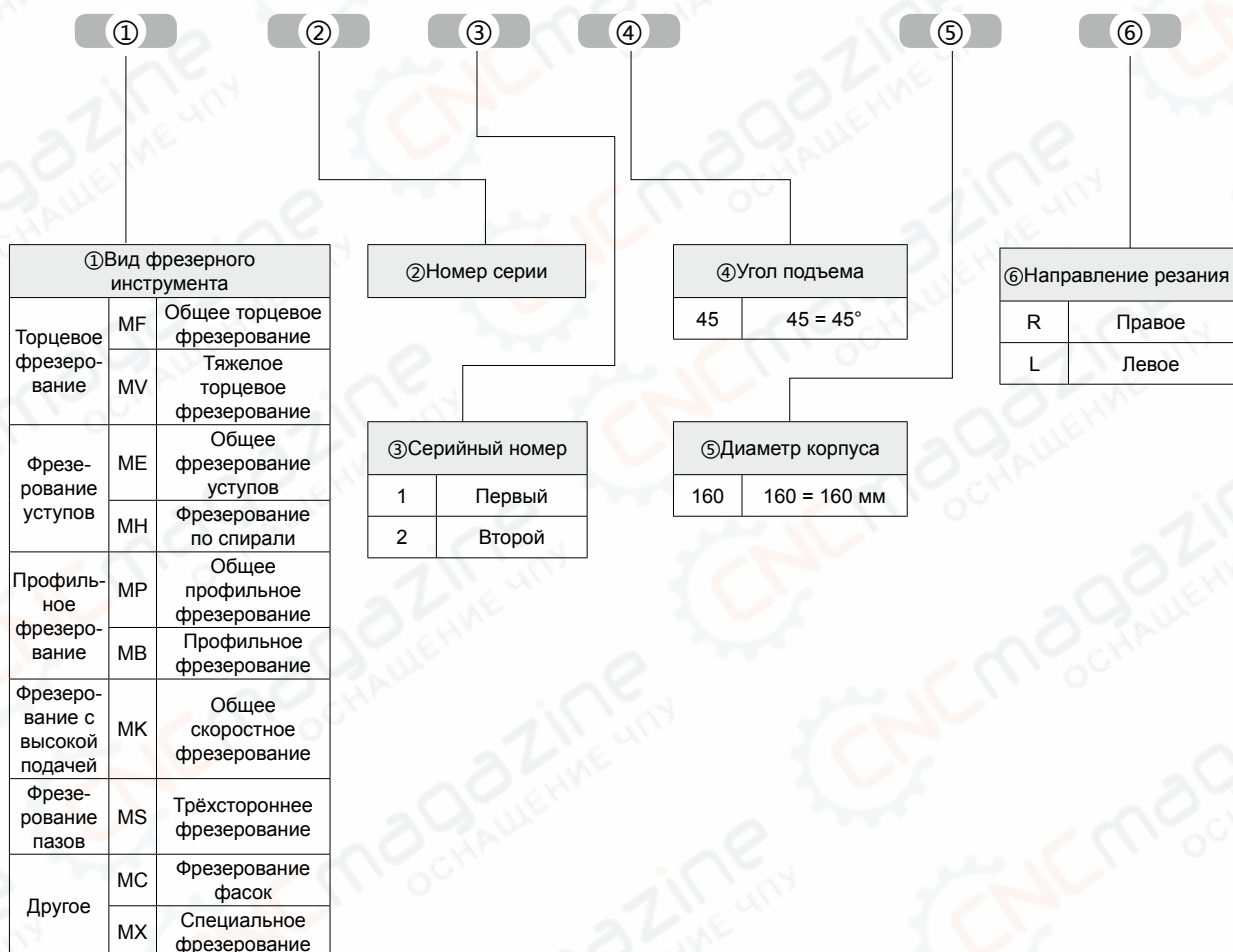 ① ② ③ ④ ⑤ ⑥
①Вид фрезерного
инструмента
Торцевое
фрезеро-
вание
MF
Общее торцевое
фрезерование
MV
Тяжелое
торцевое
фрезерование
Фрезе-
рование
уступов
ME
Общее
фрезерование
уступов
MH
Фрезерование
по спирали
Профиль-
ное
фрезеро-
вание
MP
Общее
профильное
фрезерование
MB
Профильное
фрезерование
Фрезеро-
вание с
высокой
подачей
MK
Общее
скоростное
фрезерование
Фрезе-
рование
пазов
MS
Трёхстороннее
фрезерование
Другое
MC
Фрезерование
фасок
MX
Специальное
фрезерование
②Номер серии
③Серийный номер
1 Первый
2 Второй
④Угол подъема
45 45 = 45°
⑤Диаметр корпуса
160 160 = 160 мм
⑥Направление резания
R Правое
L Левое
CNCmagazine
ОСНАЩЕНИЕ ЧПУ